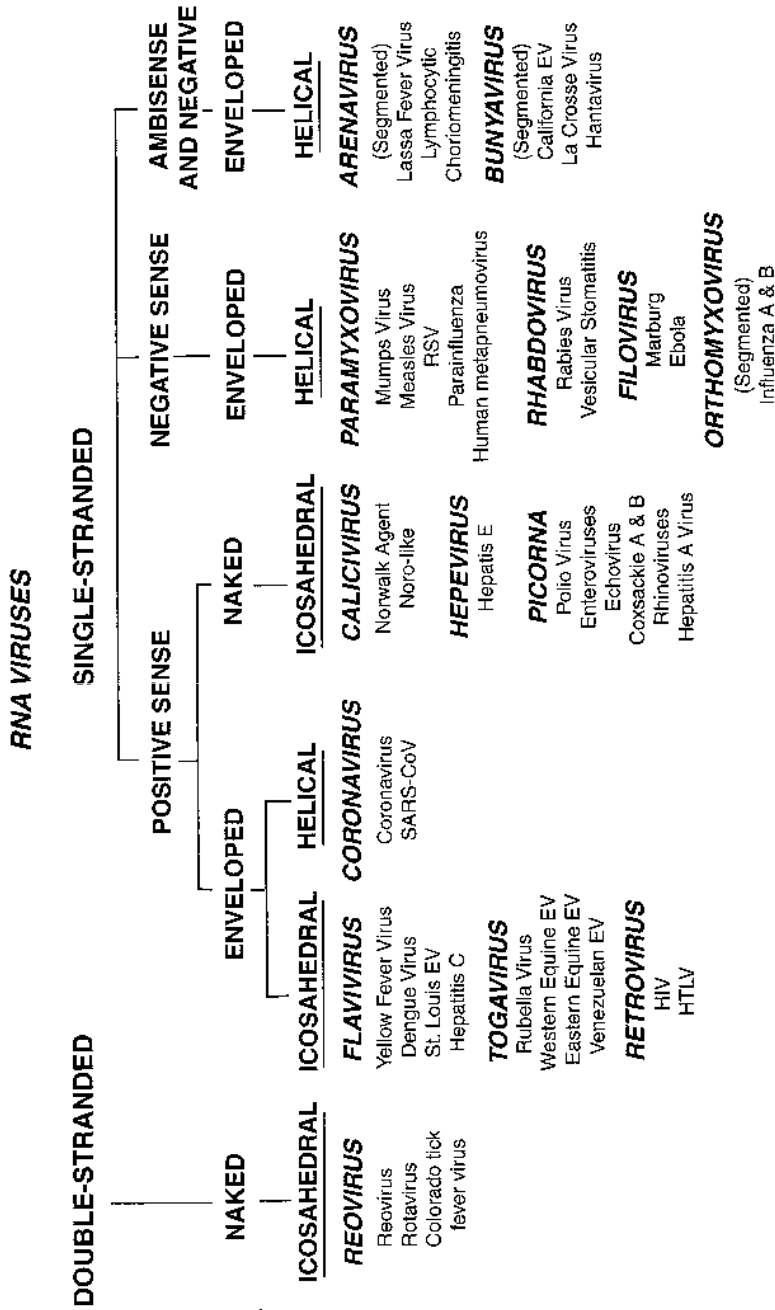 RNA VIRUSES
DOUBLE-STRANDED
NAKED
ICOSAHEDRAL
REOVIRUS
Reovirus
Rotavirus
Colorado tick
fever virus
SINGLE-STRANDED
POSITIVE SENSE
ENVELOPED
ICOSAHEDRAL
FLAVIVIRUS
Yellow Fever Virus
Dengue Virus
St. Louis EV
Hepatitis C
TOGAVIRUS
Rubella Virus
Western Equine EV
Eastern Equine EV
Venezuelan EV
RETROVIRUS
HIV
HTLV
HELICAL
CORONAVIRUS
Coronavirus
SARS-CoV
NAKED
ICOSAHEDRAL
CALICIVIRUS
Norwalk Agent
Noro-like
HEPEVIRUS
Hepatis E
PICORNA
Polio Virus
Enteroviruses
Echovirus
Coxsackie A & B
Rhinoviruses
Hepatitis A Virus
NEGATIVE SENSE
ENVELOPED
HELICAL
PARAMYXOVIRUS
Mumps Virus
Measles Virus
RSV
Parainfluenza
Human metapneumovirus
RHABDOVIRUS
Rabies Virus
Vesicular Stomatitis
FILOVIRUS
Marburg
Ebola
ORTHOMYXOVIRUS
(Segmented)
Influenza A & B
AMBISENSE
AND NEGATIVE
ENVELOPED
HELICAL
ARENAVIRUS
(Segmented)
Lassa Fever Virus
Lymphocytic
Choriomeningitis
BUNYAVIRUS
(Segmented)
California EV
La Crosse Virus
Hantavirus